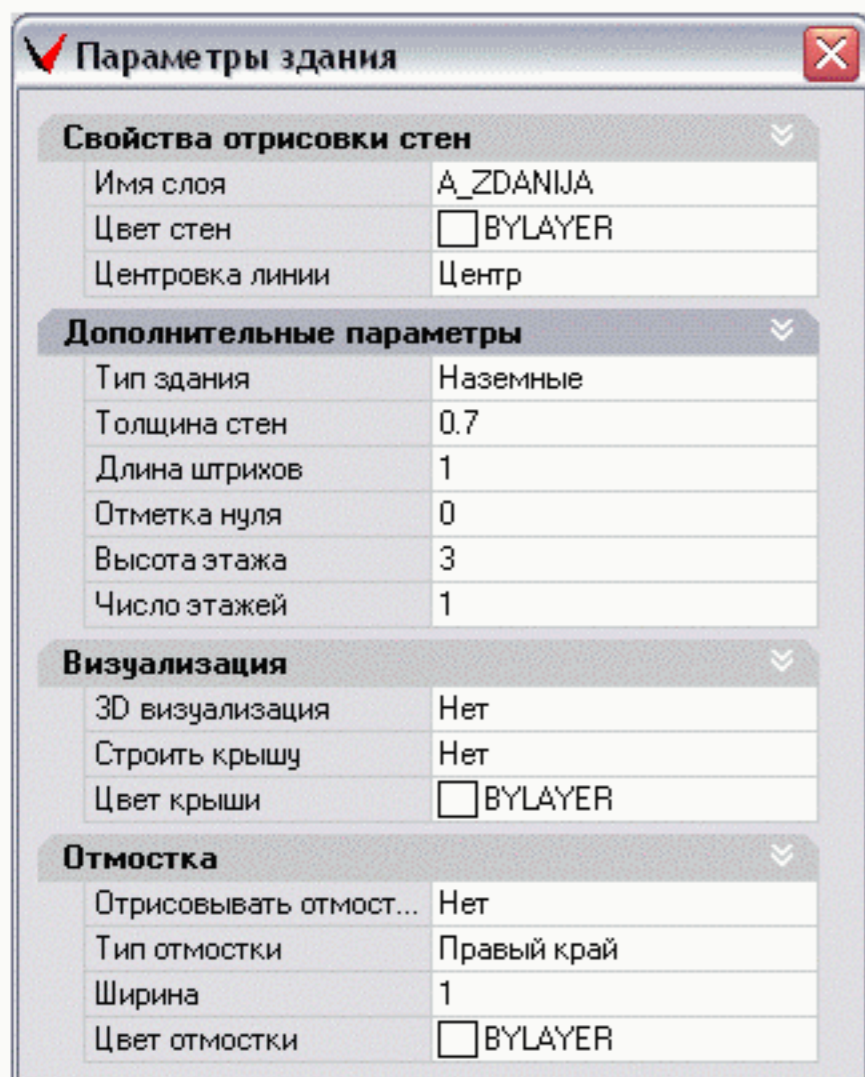 Параметры здания
Свойства отрисовки стен
Имя слоя A_ZDANIJA
Цвет стен BYLAYER
Центровка линии Центр
Дополнительные параметры
Тип здания Наземные
Толщина стен 0.7
Длина штрихов 1
Отметка нуля 0
Высота этажа 3
Число этажей 1
Визуализация
3D визуализация Нет
Строить крышу Нет
Цвет крыши BYLAYER
Отмостка
Отрисовывать отмост... Нет
Тип отмостки Правый край
Ширина 1
Цвет отмостки BYLAYER